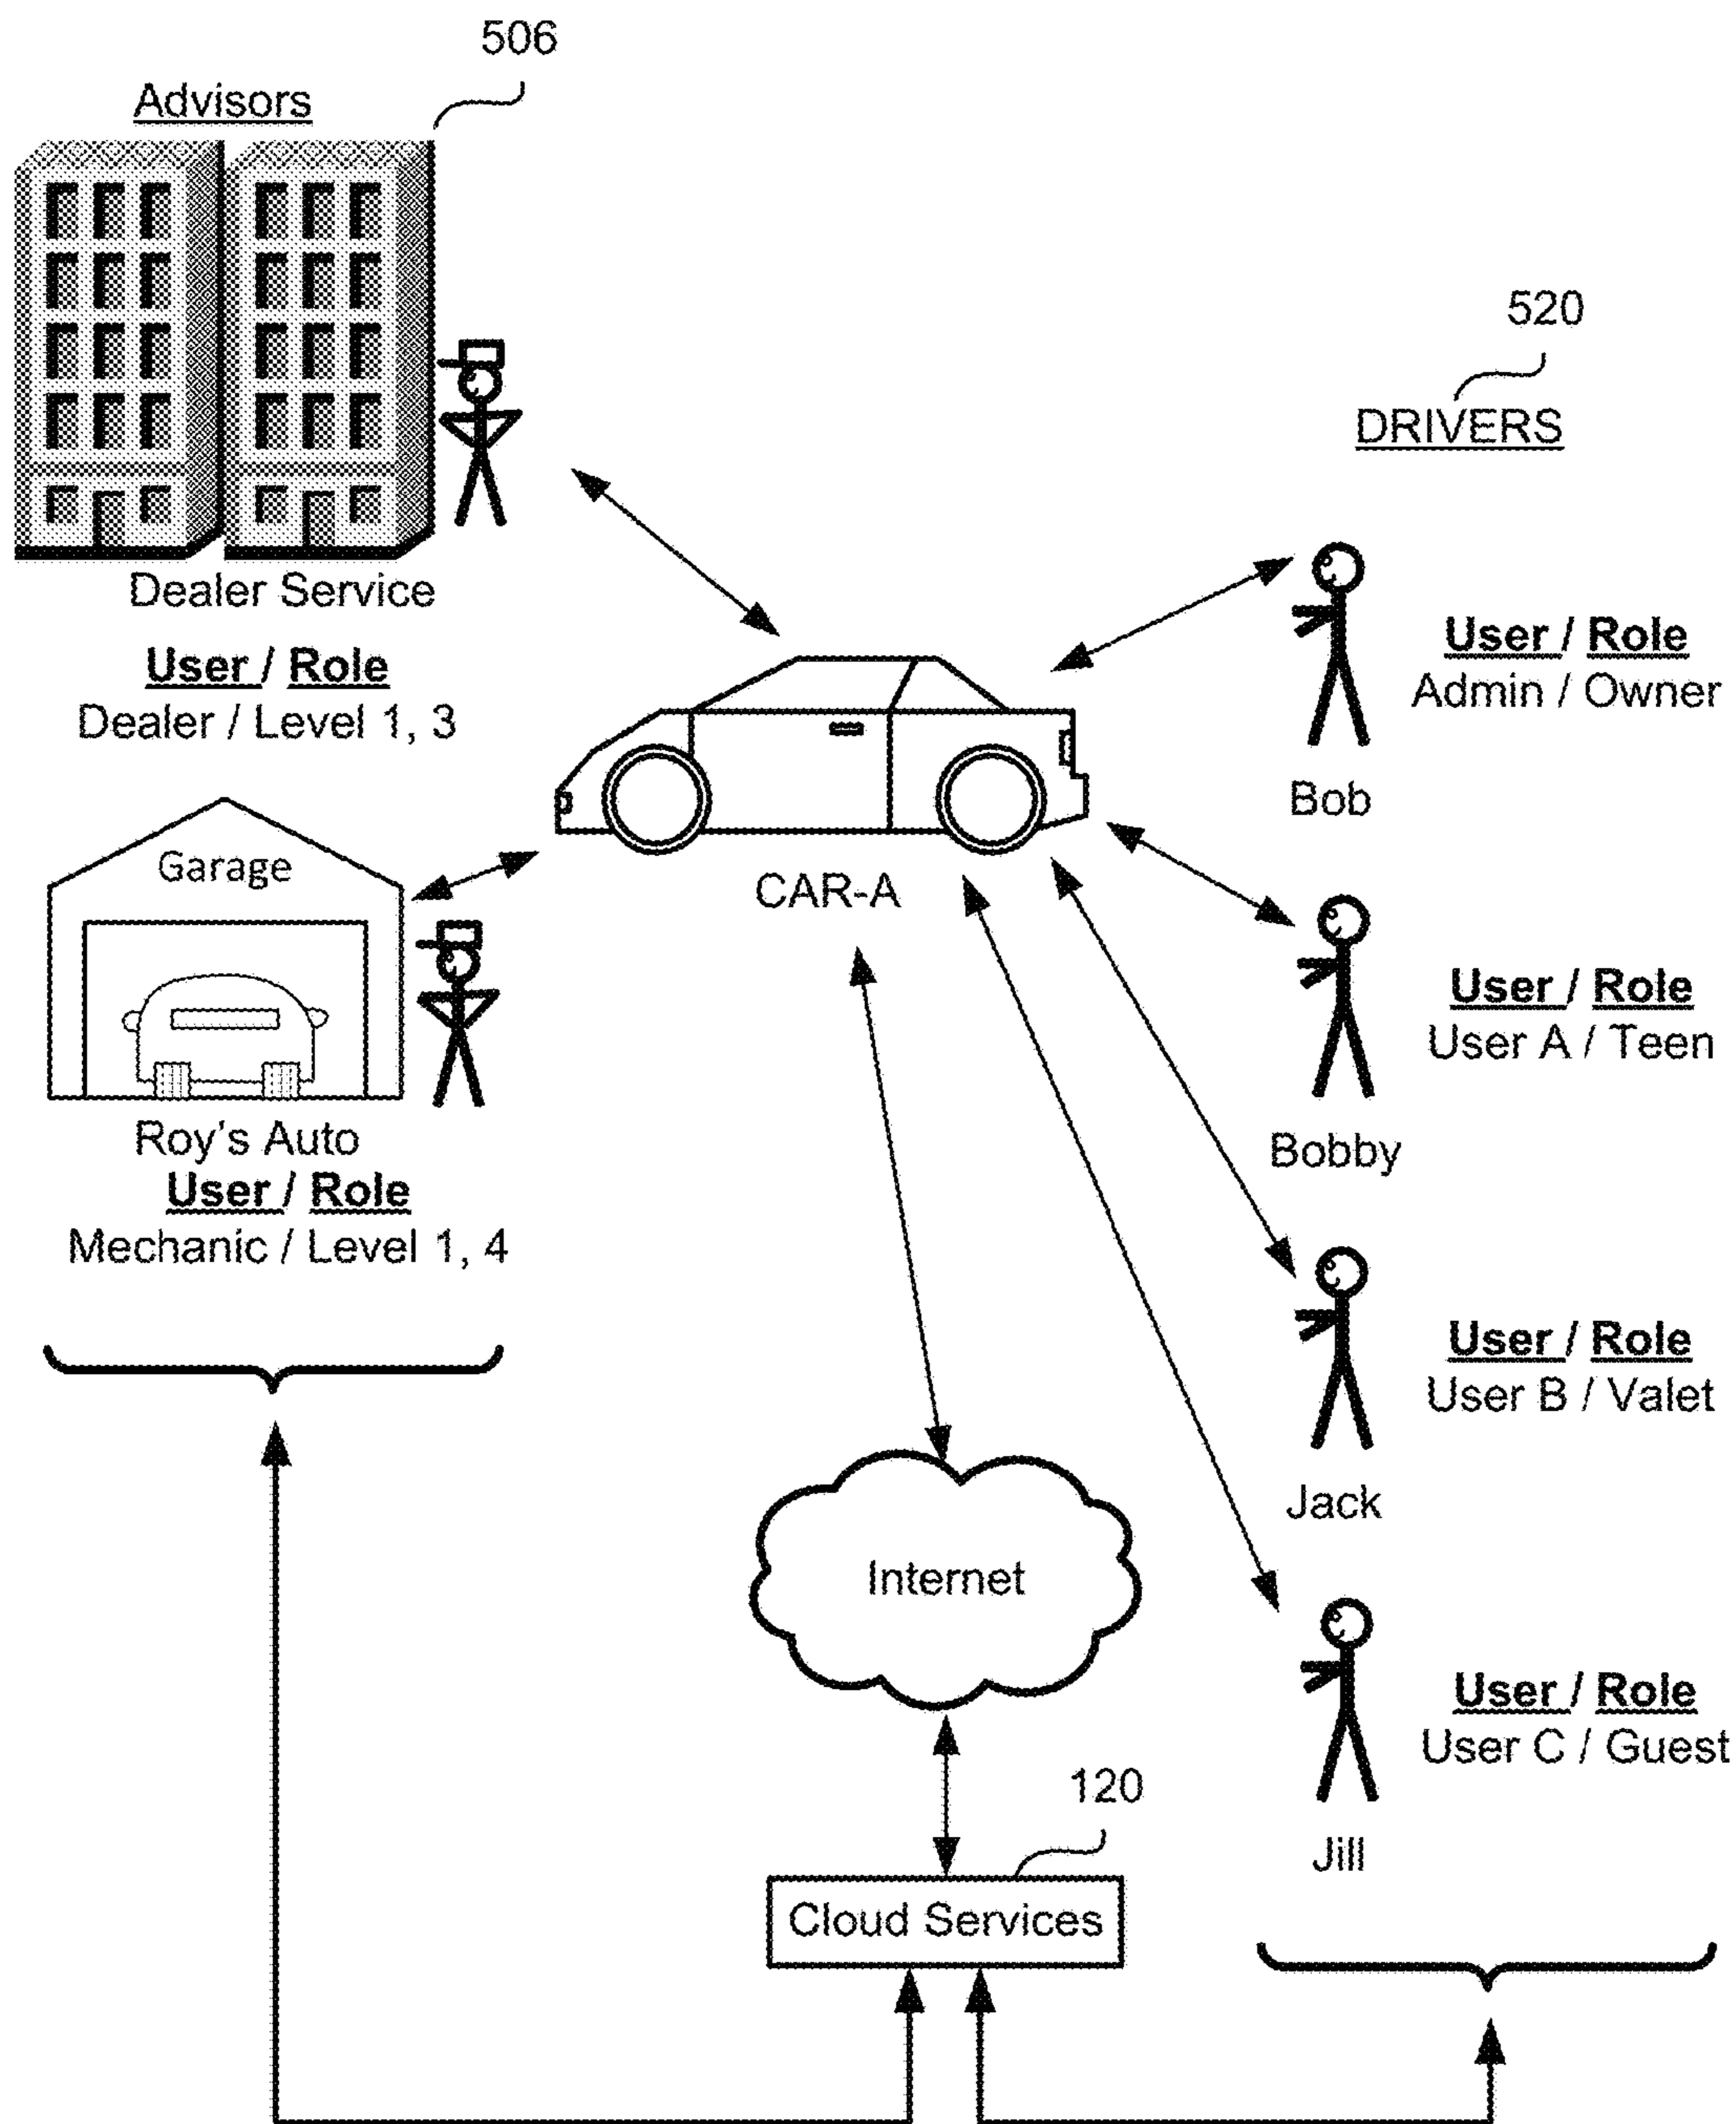 506
Advisors
Dealer Service
User / Role
Dealer / Level 1, 3
Garage
Roy's Auto
User / Role
Mechanic / Level 1, 4
CAR-A
520
DRIVERS
User / Role
Admin / Owner
Bob
User / Role
User A / Teen
Bobby
User / Role
User B / Valet
Jack
User / Role
User C / Guest
Jill
Internet
120
Cloud Services